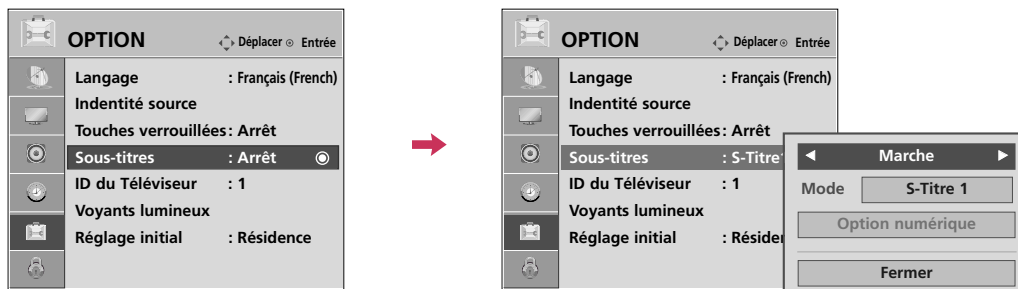 OPTION
Déplacer Entrée
Langage : Français (French)
Indentité source
Touches verrouillées : Arrêt
Sous-titres : Arrêt
ID du Téléviseur : 1
Voyants lumineux
Réglage initial : Résidence
OPTION
Déplacer Entrée
Langage : Français (French)
Indentité source
Touches verrouillées : Arrêt
Sous-titres : S-Titre
ID du Téléviseur : 1
Voyants lumineux
Réglage initial : Résiden
Marche
Mode S-Titre 1
Option numérique
Fermer